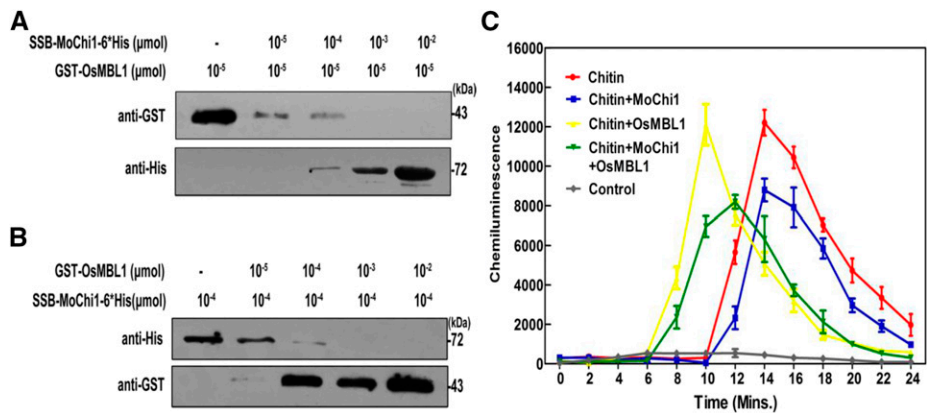 A
SSB-MoChi1-6*His (μmol) - 10-5 10-4 10-3 10-2
GST-OsMBL1 (μmol) 10-5 10-5 10-5 10-5 10-5
(kDa)
anti-GST -43
anti-His -72
B
GST-OsMBL1 (μmol) - 10-5 10-4 10-3 10-2
SSB-MoChi1-6*His(μmol) 10-4 10-4 10-4 10-4 10-4
(kDa)
anti-His -72
anti-GST -43
C
16000
14000
12000
10000
8000
6000
4000
2000
0
Chemiluminescence
Chitin
Chitin+MoChi1
Chitin+OsMBL1
Chitin+MoChi1
+OsMBL1
Control
0 2 4 6 8 10 12 14 16 18 20 22 24
Time (Mins.)